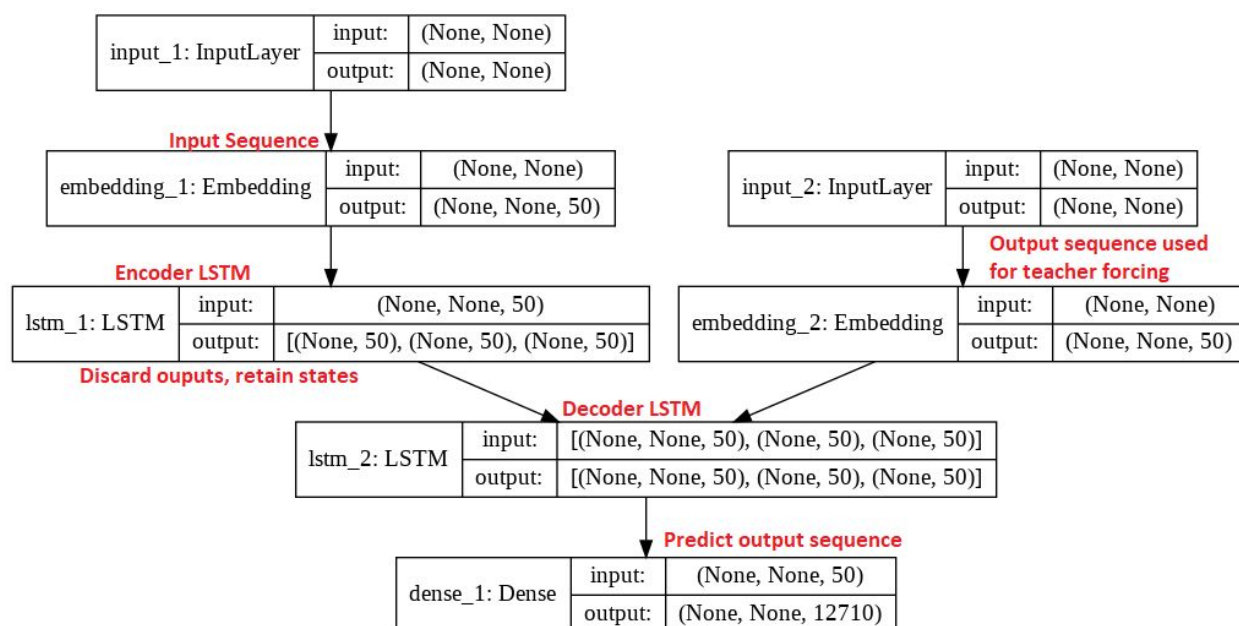 input_1: InputLayer
input: (None, None)
output: (None, None)
Input Sequence
embedding_1: Embedding
input: (None, None)
output: (None, None, 50)
input_2: InputLayer
input: (None, None)
output: (None, None)
Output sequence used
for teacher forcing
Encoder LSTM
lstm_1: LSTM
input: (None, None, 50)
output: [(None, 50), (None, 50), (None, 50)]
Discard ouputs, retain states
embedding_2: Embedding
input: (None, None)
output: (None, None, 50)
Decoder LSTM
lstm_2: LSTM
input: [(None, None, 50), (None, 50), (None, 50)]
output: [(None, None, 50), (None, 50), (None, 50)]
Predict output sequence
dense_1: Dense
input: (None, None, 50)
output: (None, None, 12710)